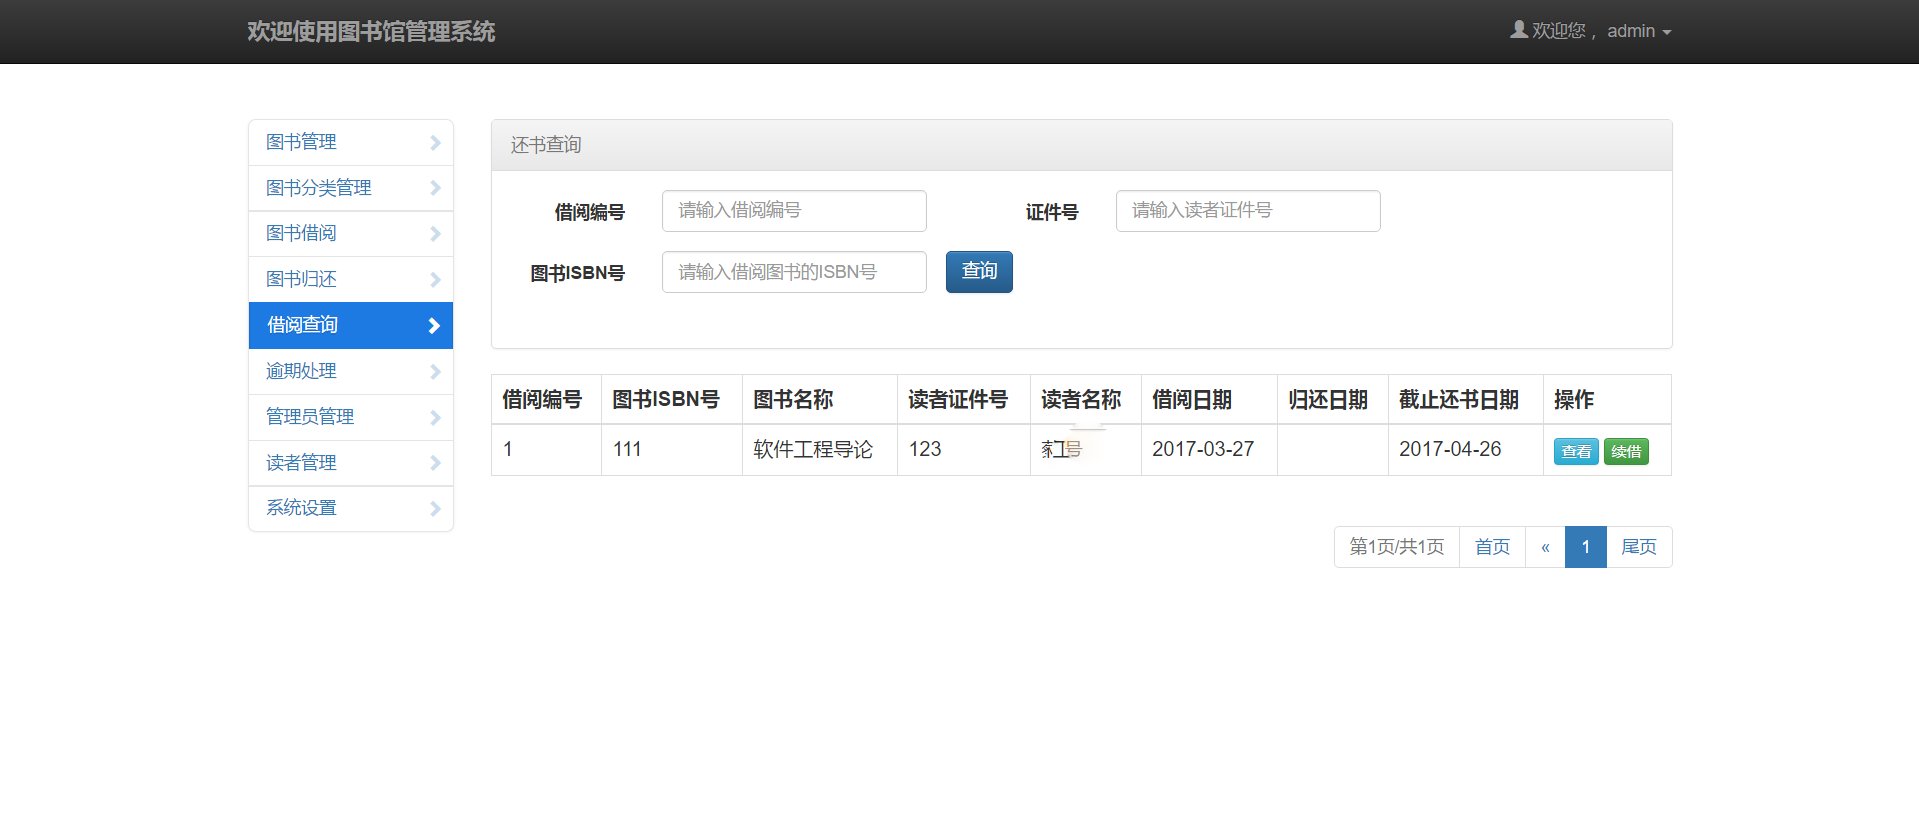 欢迎使用图书馆管理系统
欢迎您， admin
图书管理
图书分类管理
图书借阅
图书归还
借阅查询
逾期处理
管理员管理
读者管理
系统设置
还书查询
借阅编号 请输入借阅编号 证件号 请输入读者证件号
图书ISBN号 请输入借阅图书的ISBN号 查询
借阅编号 图书ISBN号 图书名称 读者证件号 读者名称 借阅日期 归还日期 截止还书日期 操作
1 111 软件工程导论 123 2017-03-27 2017-04-26 查看 续借
第1页/共1页 首页 « 1 尾页